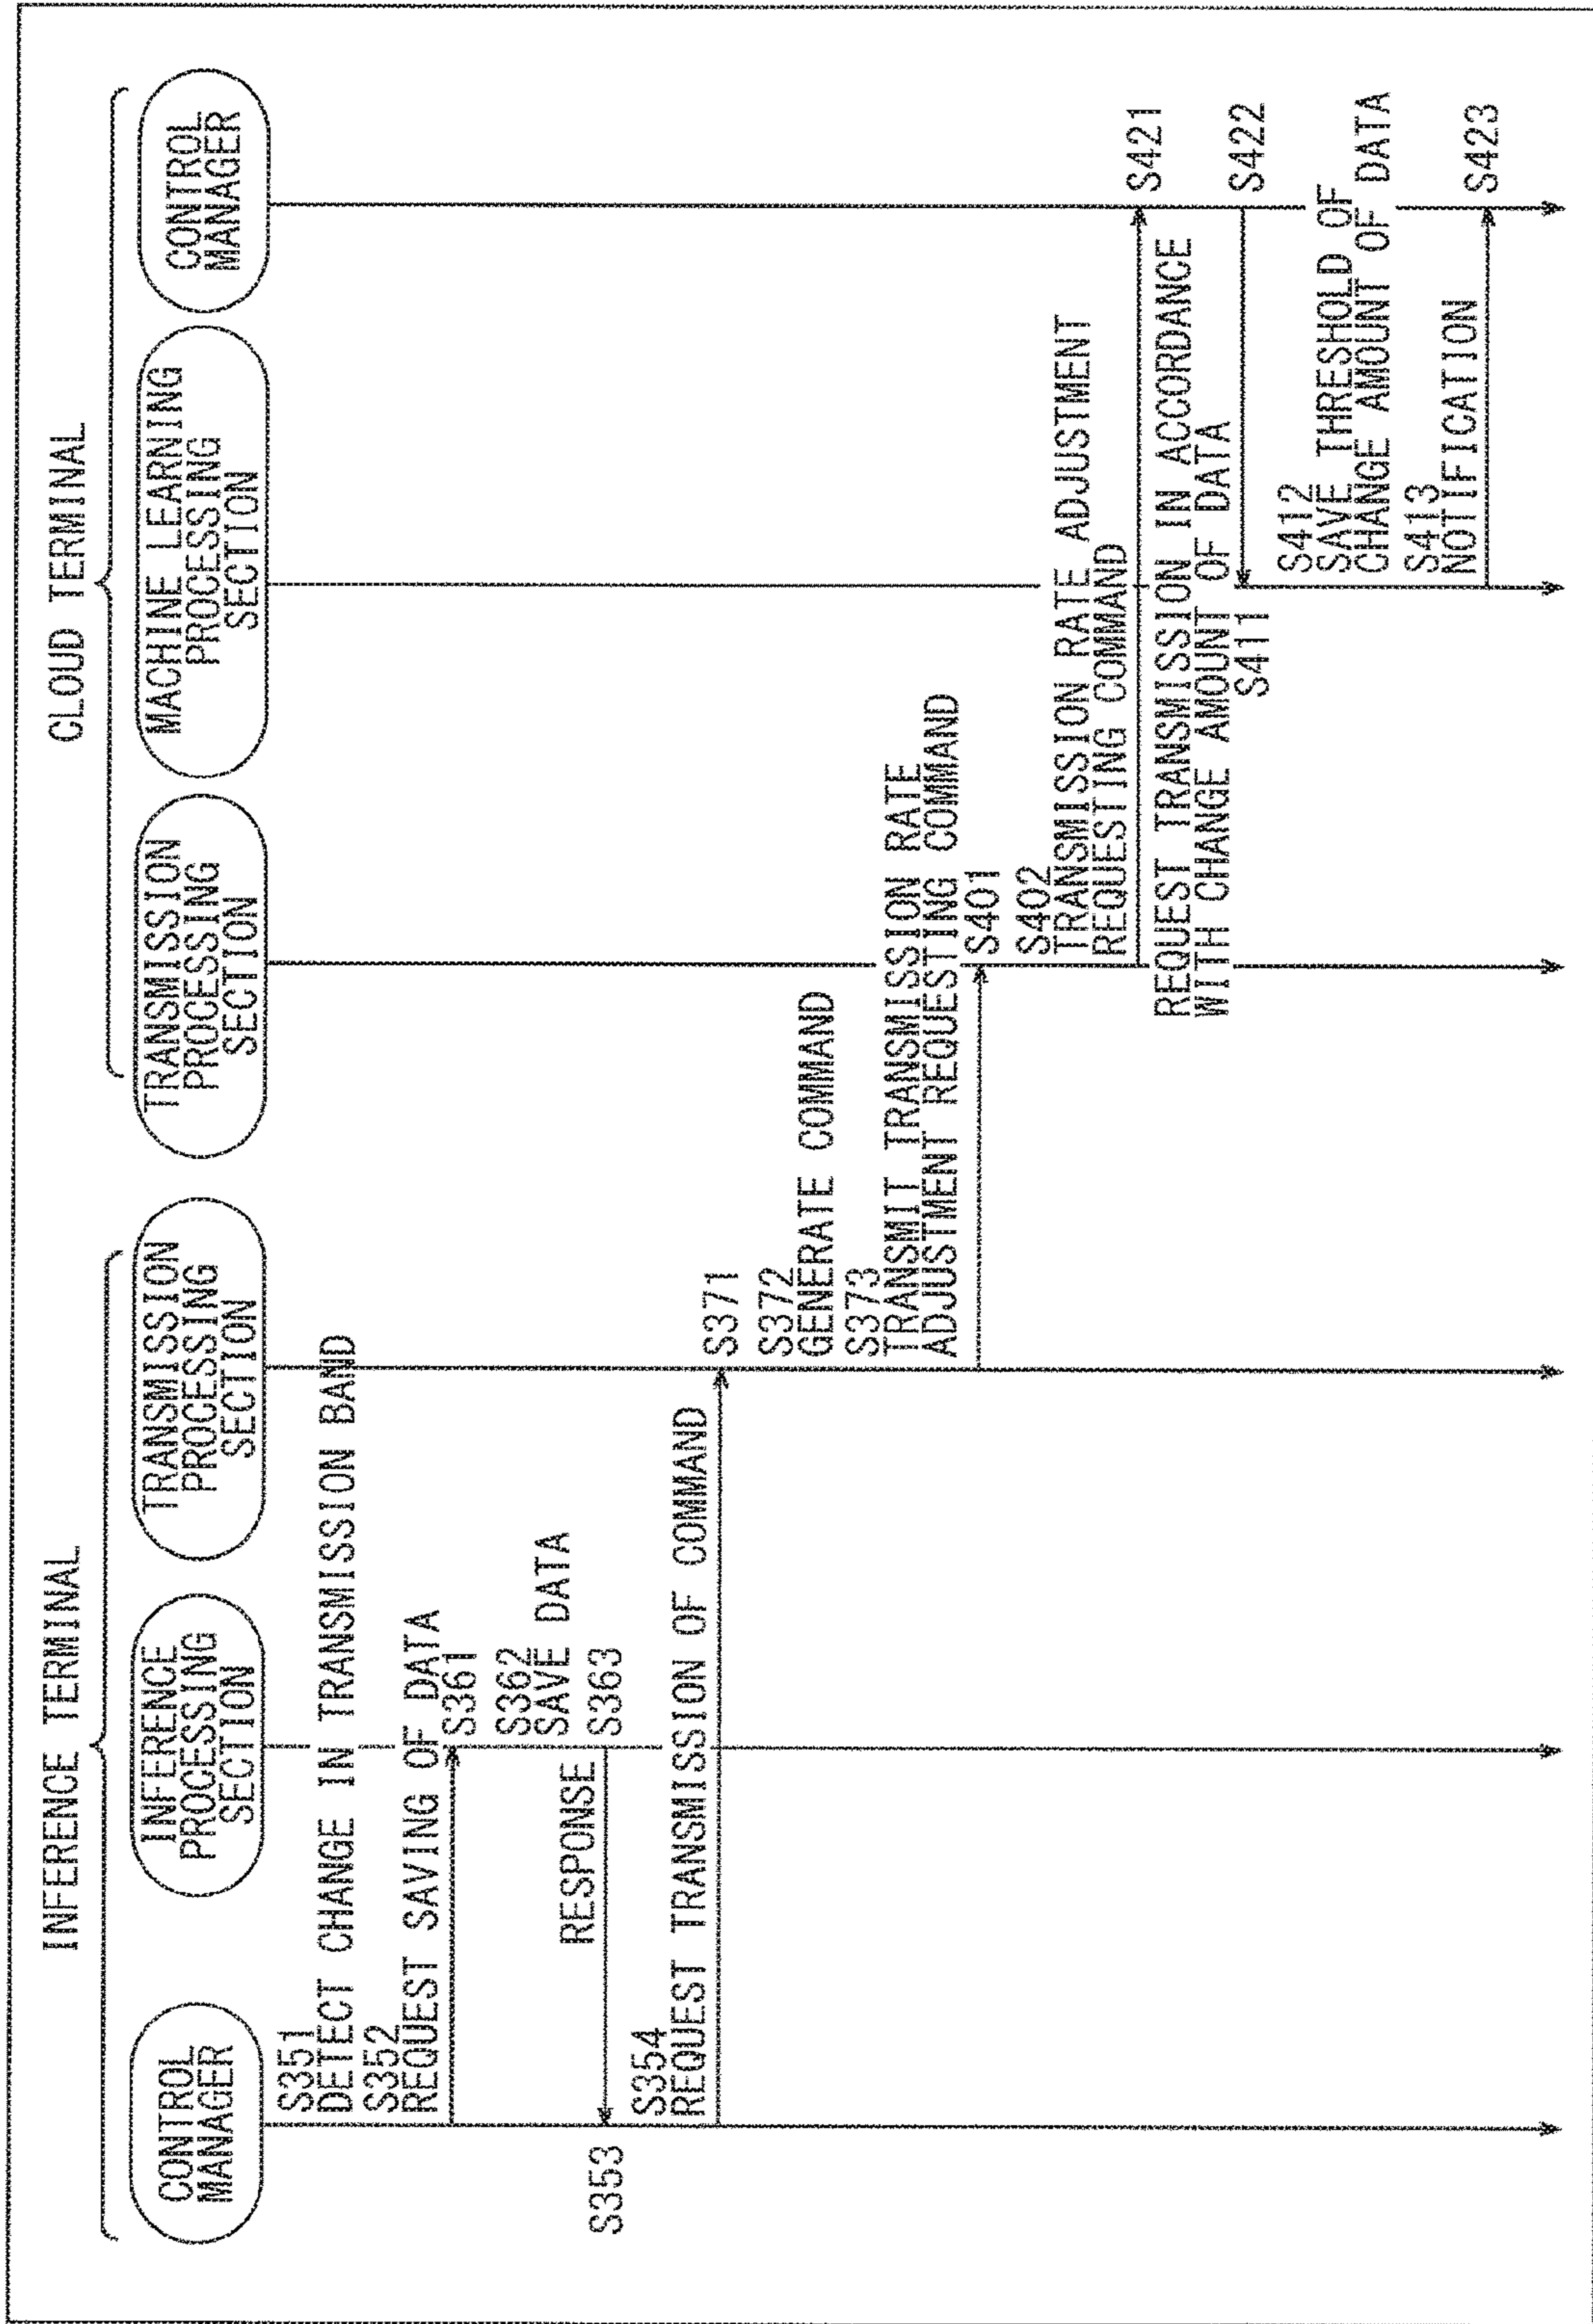 INFERENCE TERMINAL
CLOUD TERMINAL
CONTROL
MANAGER
INFERENCE
PROCESSING
SECTION
TRANSMISSION
PROCESSING
SECTION
TRANSMISSION
PROCESSING
SECTION
MACHINE LEARNING
PROCESSING
SECTION
CONTROL
MANAGER
S351
DETECT CHANGE IN TRANSMISSION BAND
S352
REQUEST SAVING OF DATA
S361
S362
SAVE DATA
RESPONSE
S363
S353
S354
REQUEST TRANSMISSION OF COMMAND
S371
S372
GENERATE COMMAND
S373
TRANSMIT TRANSMISSION RATE
ADJUSTMENT REQUESTING COMMAND
S401
S402
TRANSMISSION RATE ADJUSTMENT
REQUESTING COMMAND
S421
REQUEST TRANSMISSION IN ACCORDANCE
WITH CHANGE AMOUNT OF DATA
S422
S411
S412
SAVE THRESHOLD OF
CHANGE AMOUNT OF DATA
S413
NOTIFICATION
S423